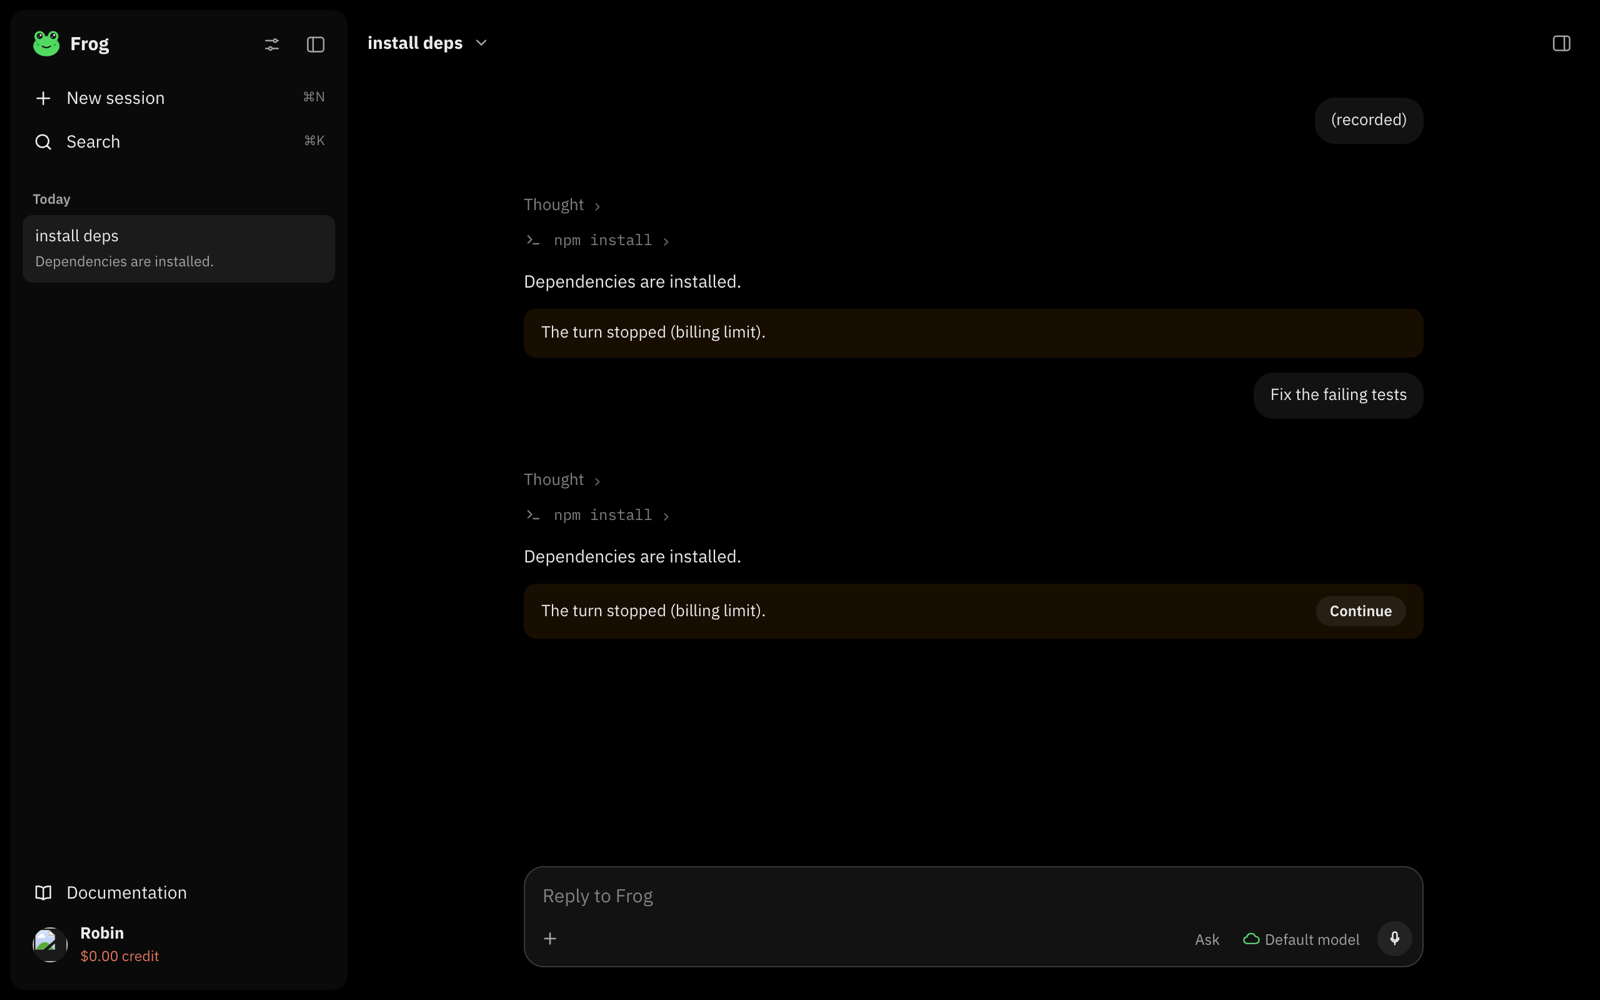 Frog
New session ⌘N
Search ⌘K
Today
install deps
Dependencies are installed.
Documentation
Robin
$0.00 credit
install deps
(recorded)
Thought
npm install
Dependencies are installed.
The turn stopped (billing limit).
Fix the failing tests
Thought
npm install
Dependencies are installed.
The turn stopped (billing limit). Continue
Reply to Frog
Ask Default model